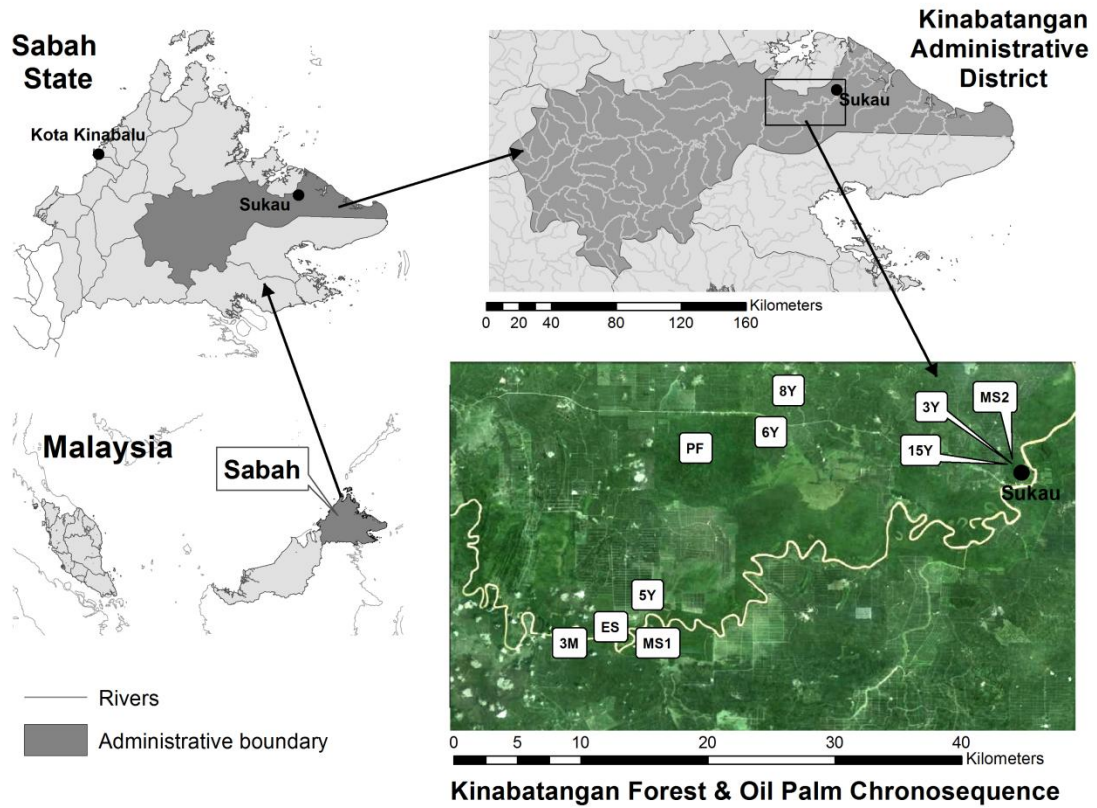 Sabah
State
Kota Kinabalu
Sukau
Kinabatangan
Administrative
District
Sukau
Kilometers
0 20 40 80 120 160
Malaysia
Sabah
Rivers
Administrative boundary
8Y
3Y
MS2
6Y
PF
15Y
Sukau
5Y
ES
3M
MS1
0 5 10 20 30 40
Kilometers
Kinabatangan Forest & Oil Palm Chronosequence